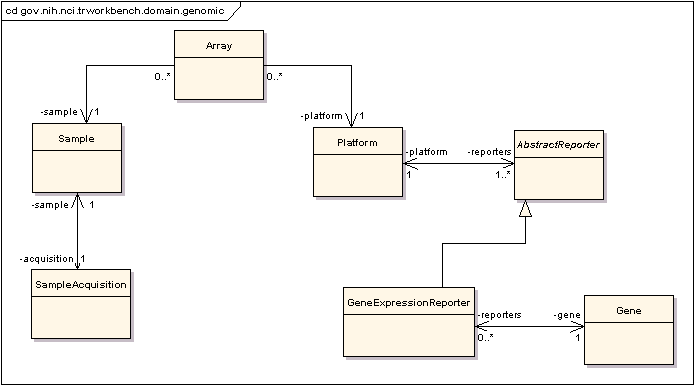 cd gov.nih.nci.trworkbench.domain.genomic
Array
0..*
0..*
-sample
1
-platform
1
Sample
Platform
AbstractReporter
-platform
-reporters
1
1..*
-sample
1
-acquisition
1
SampleAcquisition
GeneExpressionReporter
Gene
-reporters
-gene
0..*
1